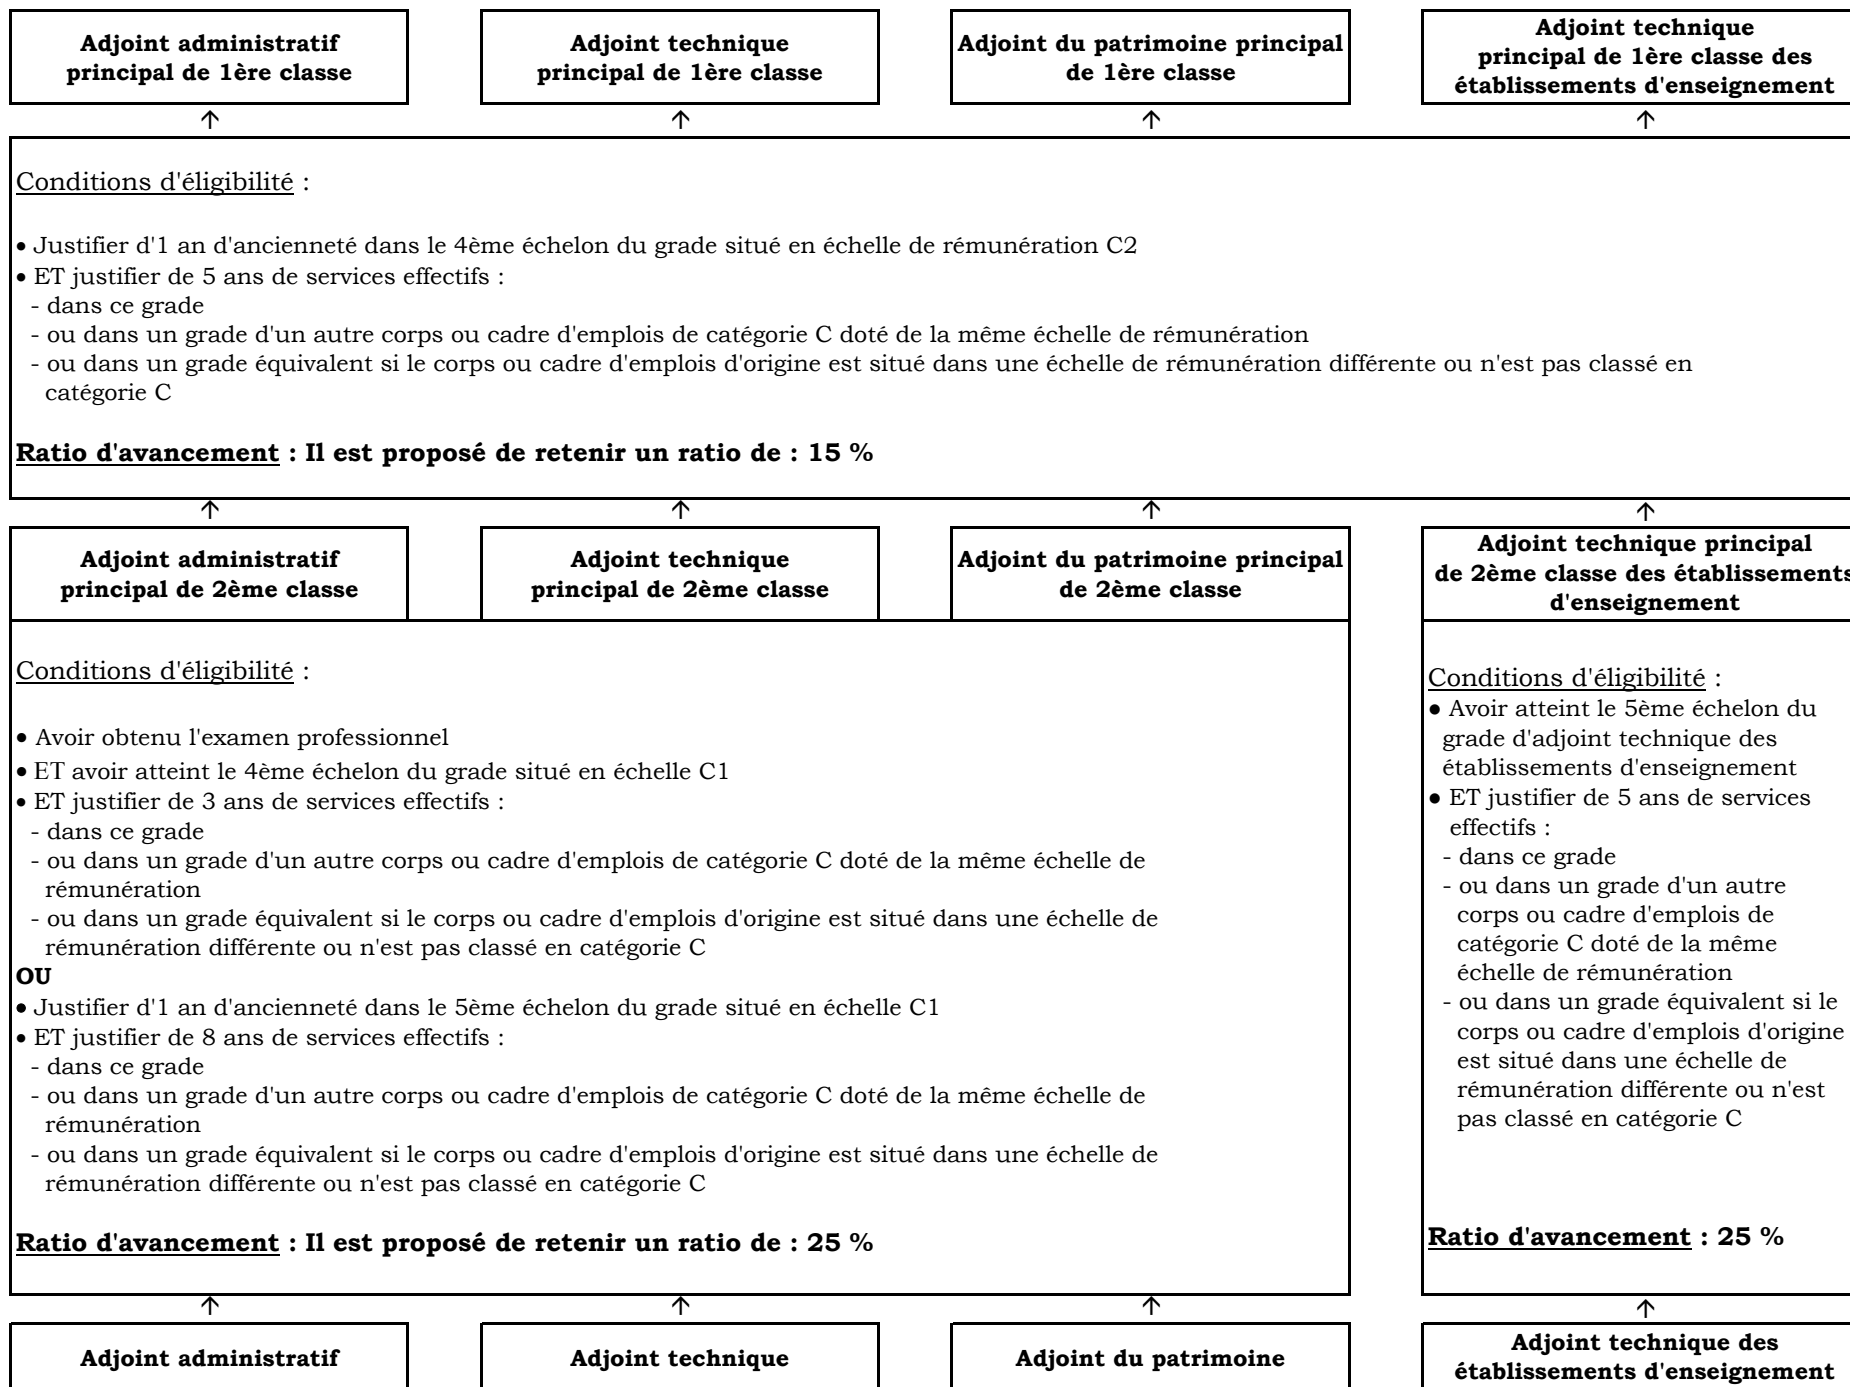 Adjoint administratif
principal de 1ère classe
Adjoint technique
principal de 1ère classe
Adjoint du patrimoine principal
de 1ère classe
Adjoint technique
principal de 1ère classe des
établissements d'enseignement
↑ ↑ ↑ ↑
Conditions d'éligibilité :
• Justifier d'1 an d'ancienneté dans le 4ème échelon du grade situé en échelle de rémunération C2
• ET justifier de 5 ans de services effectifs :
- dans ce grade
- ou dans un grade d'un autre corps ou cadre d'emplois de catégorie C doté de la même échelle de rémunération
- ou dans un grade équivalent si le corps ou cadre d'emplois d'origine est situé dans une échelle de rémunération différente ou n'est pas classé en
catégorie C
Ratio d'avancement : Il est proposé de retenir un ratio de : 15 %
↑ ↑ ↑ ↑
Adjoint administratif
principal de 2ème classe
Adjoint technique
principal de 2ème classe
Adjoint du patrimoine principal
de 2ème classe
Adjoint technique principal
de 2ème classe des établissements
d'enseignement
Conditions d'éligibilité :
• Avoir obtenu l'examen professionnel
• ET avoir atteint le 4ème échelon du grade situé en échelle C1
• ET justifier de 3 ans de services effectifs :
- dans ce grade
- ou dans un grade d'un autre corps ou cadre d'emplois de catégorie C doté de la même échelle de
rémunération
- ou dans un grade équivalent si le corps ou cadre d'emplois d'origine est situé dans une échelle de
rémunération différente ou n'est pas classé en catégorie C
OU
• Justifier d'1 an d'ancienneté dans le 5ème échelon du grade situé en échelle C1
• ET justifier de 8 ans de services effectifs :
- dans ce grade
- ou dans un grade d'un autre corps ou cadre d'emplois de catégorie C doté de la même échelle de
rémunération
- ou dans un grade équivalent si le corps ou cadre d'emplois d'origine est situé dans une échelle de
rémunération différente ou n'est pas classé en catégorie C
Ratio d'avancement : Il est proposé de retenir un ratio de : 25 %
Conditions d'éligibilité :
● Avoir atteint le 5ème échelon du
grade d'adjoint technique des
établissements d'enseignement
● ET justifier de 5 ans de services
effectifs :
- dans ce grade
- ou dans un grade d'un autre
corps ou cadre d'emplois de
catégorie C doté de la même
échelle de rémunération
- ou dans un grade équivalent si le
corps ou cadre d'emplois d'origine
est situé dans une échelle de
rémunération différente ou n'est
pas classé en catégorie C
Ratio d'avancement : 25 %
↑ ↑ ↑ ↑
Adjoint administratif
Adjoint technique
Adjoint du patrimoine
Adjoint technique des
établissements d'enseignement